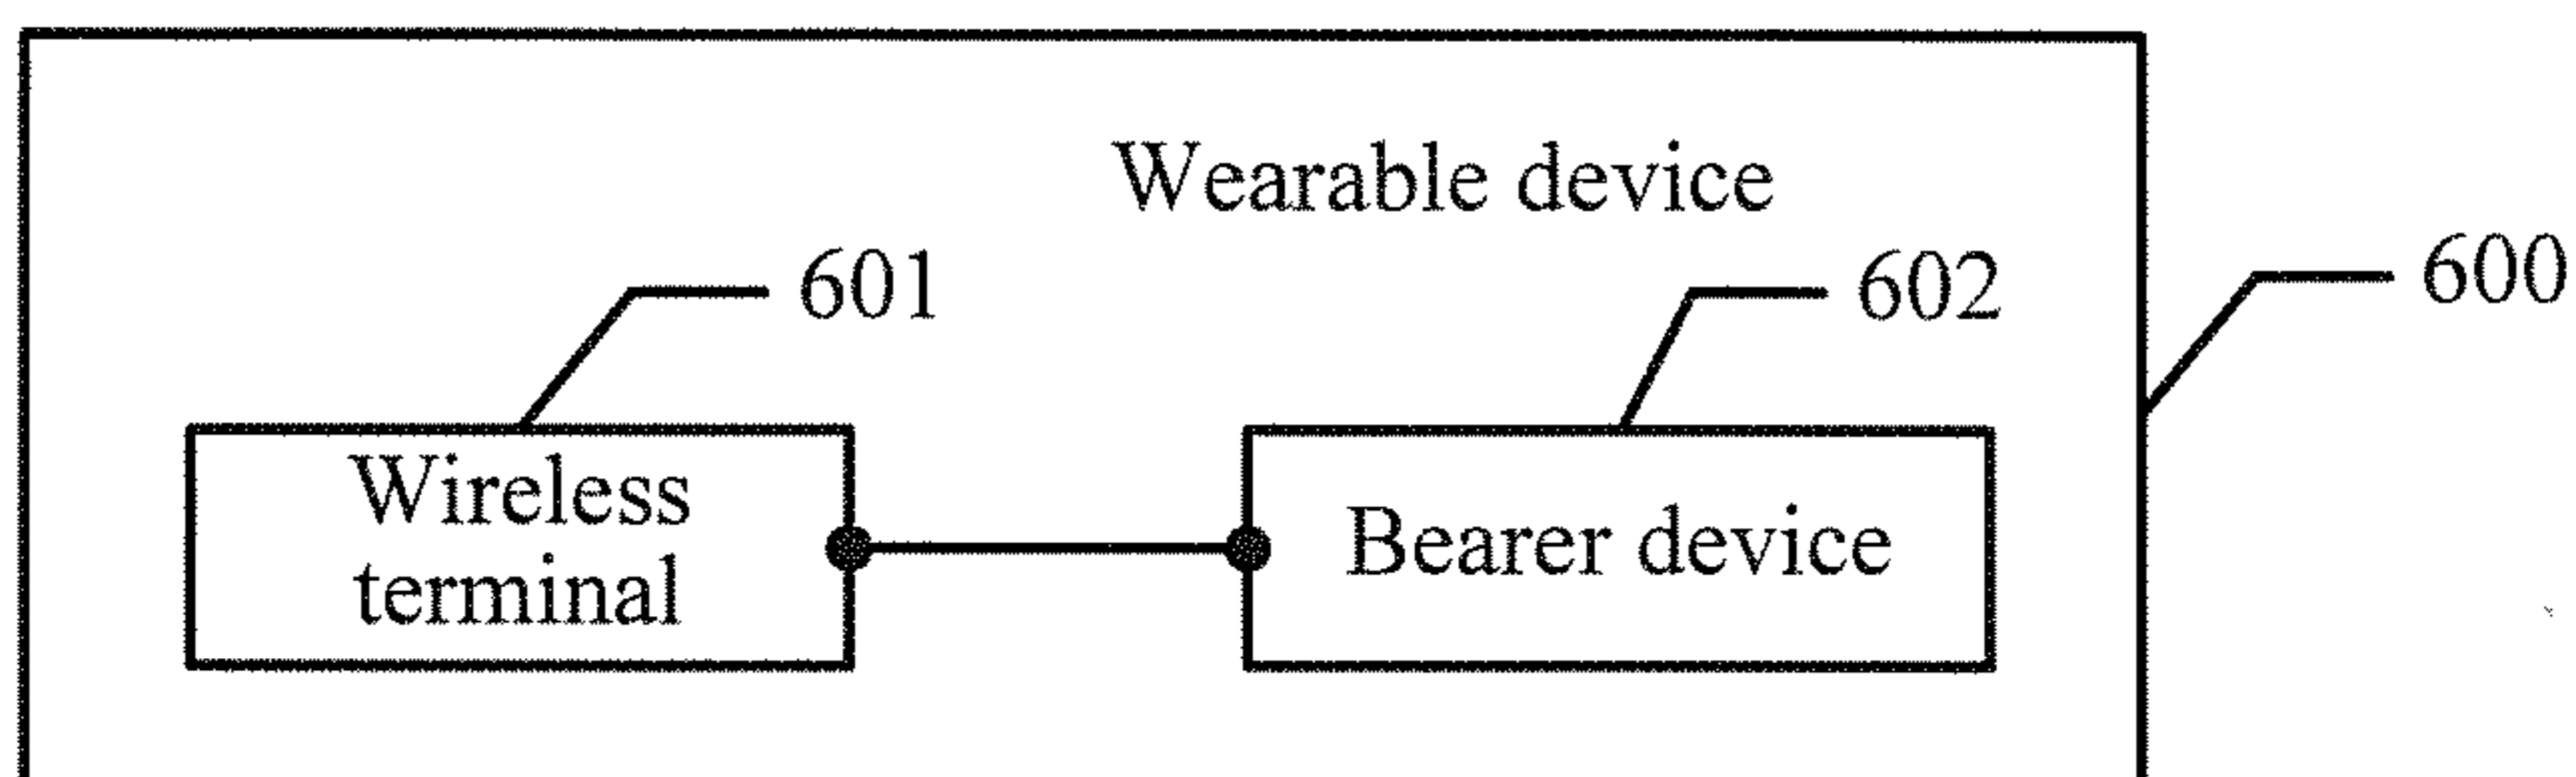 Wearable device
601
602
600
Wireless
terminal
Bearer device